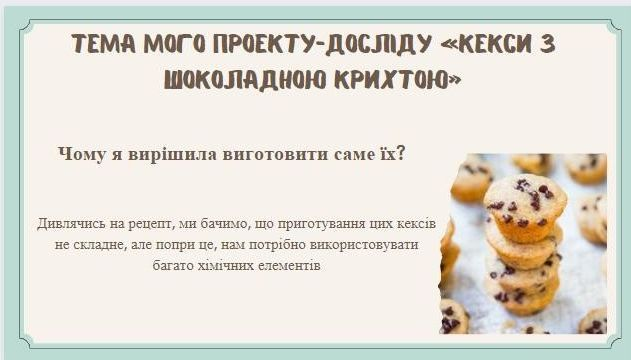 ТЕМА МОГО ПРОЕКТУ-ДОСЛІДУ «КЕКСИ З
ШОКОЛАДНОЮ КРИХТОЮ»
Чому я вирішила виготовити саме їх?
Дивлячись на рецепт, ми бачимо, що приготування цих кексів
не складне, але попри це, нам потрібно використовувати
багато хімічних елементів